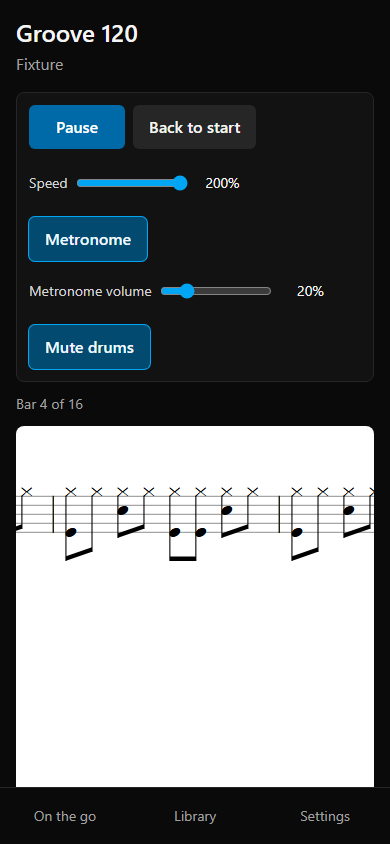 Groove 120
Fixture
Pause Back to start
Speed 200%
Metronome
Metronome volume 20%
Mute drums
Bar 4 of 16
On the go Library Settings